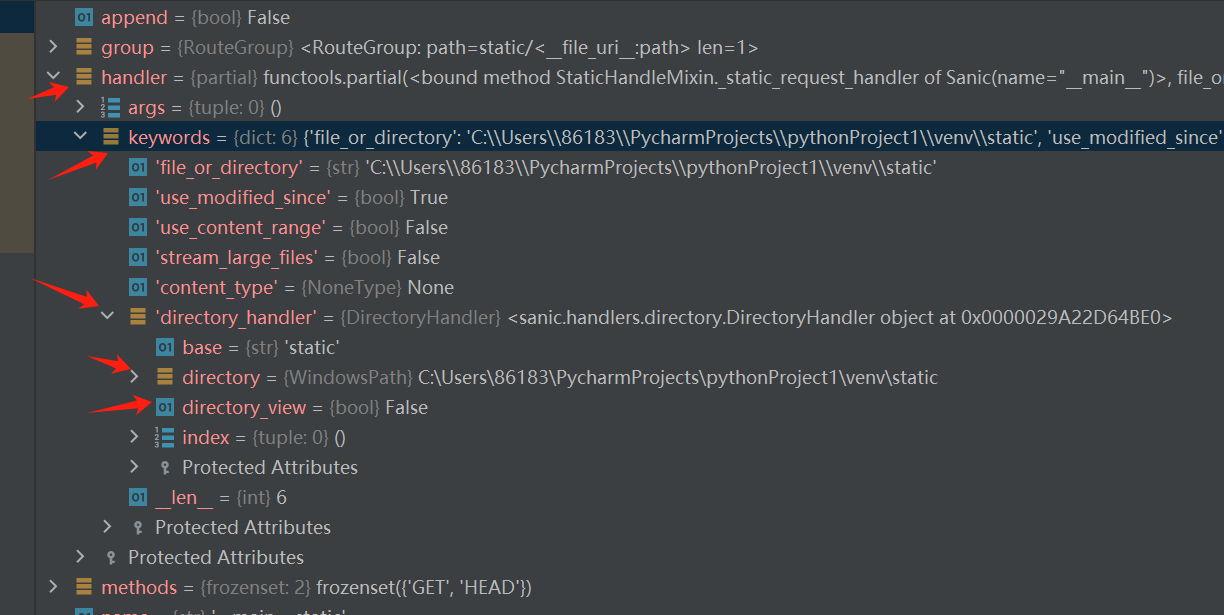 01 append = {bool} False
group = {RouteGroup} <RouteGroup: path=static/<__file_uri__:path> len=1>
handler = {partial} functools.partial(<bound method StaticHandleMixin._static_request_handler of Sanic(name="__main__")>, file_o
args = {tuple: 0} ()
keywords = {dict: 6} {'file_or_directory': 'C:\\Users\\86183\\PycharmProjects\\pythonProject1\\venv\\static', 'use_modified_since'
01 'file_or_directory' = {str} 'C:\\Users\\86183\\PycharmProjects\\pythonProject1\\venv\\static'
01 'use_modified_since' = {bool} True
01 'use_content_range' = {bool} False
01 'stream_large_files' = {bool} False
01 'content_type' = {NoneType} None
'directory_handler' = {DirectoryHandler} <sanic.handlers.directory.DirectoryHandler object at 0x0000029A22D64BE0>
01 base = {str} 'static'
directory = {WindowsPath} C:\Users\86183\PycharmProjects\pythonProject1\venv\static
01 directory_view = {bool} False
index = {tuple: 0} ()
Protected Attributes
01 __len__ = {int} 6
Protected Attributes
Protected Attributes
methods = {frozenset: 2} frozenset({'GET', 'HEAD'})